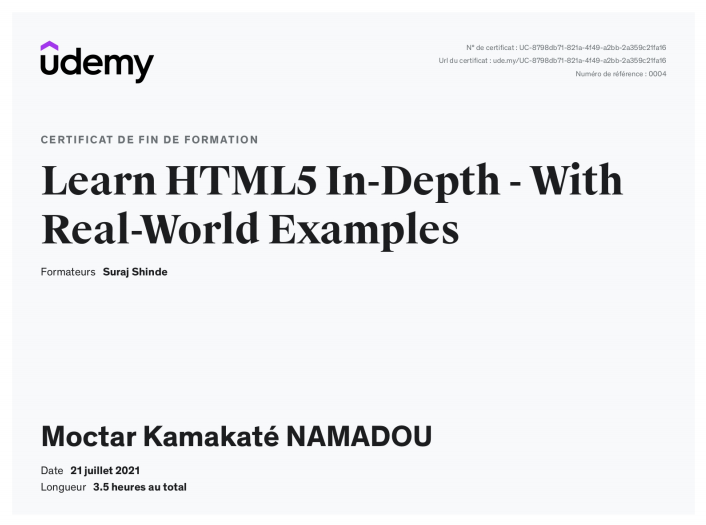 udemy
N° de certificat : UC-8798db71-821a-4f49-a2bb-2a359c21fa16
Url du certificat : ude.my/UC-8798db71-821a-4f49-a2bb-2a359c21fa16
Numéro de référence : 0004
CERTIFICAT DE FIN DE FORMATION
Learn HTML5 In-Depth - With
Real-World Examples
Formateurs Suraj Shinde
Moctar Kamakaté NAMADOU
Date 21 juillet 2021
Longueur 3.5 heures au total